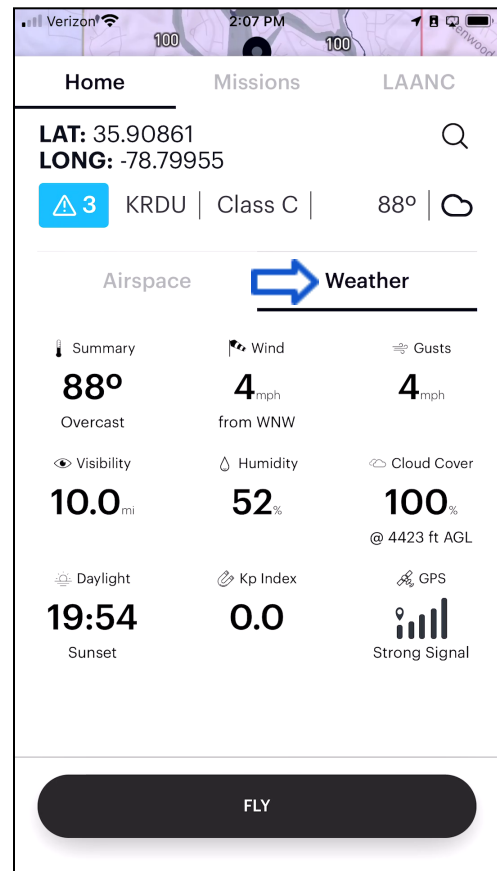 Verizon 2:07 PM
100 100 enwood
Home Missions LAANC
LAT: 35.90861
LONG: -78.79955
3 KRDU | Class C | 88º |
Airspace Weather
Summary Wind Gusts
88º 4mph 4mph
Overcast from WNW
Visibility Humidity Cloud Cover
10.0mi 52% 100%
@ 4423 ft AGL
Daylight Kp Index GPS
19:54 0.0
Sunset Strong Signal
FLY